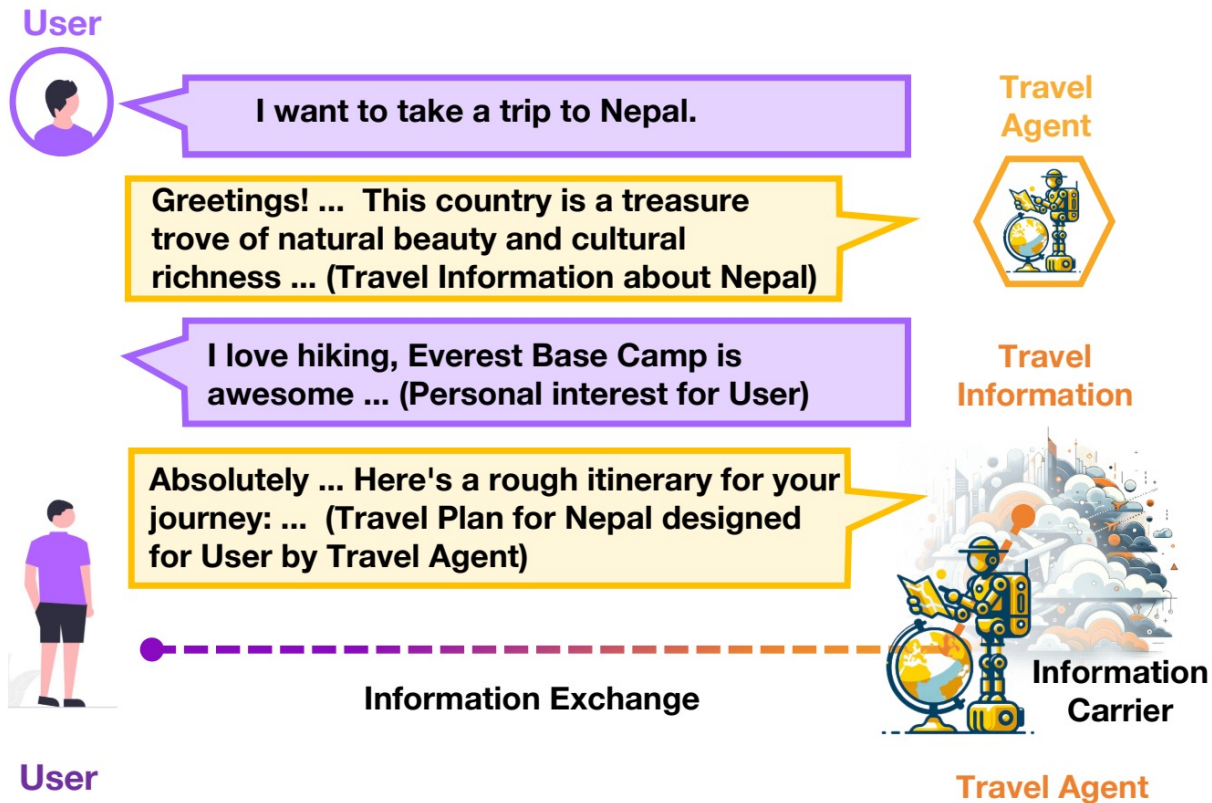 User
I want to take a trip to Nepal.
Travel
Agent
Greetings! ... This country is a treasure
trove of natural beauty and cultural
richness ... (Travel Information about Nepal)
I love hiking, Everest Base Camp is
awesome ... (Personal interest for User)
Travel
Information
Absolutely ... Here's a rough itinerary for your
journey: ... (Travel Plan for Nepal designed
for User by Travel Agent)
Information Exchange
Information
Carrier
User
Travel Agent